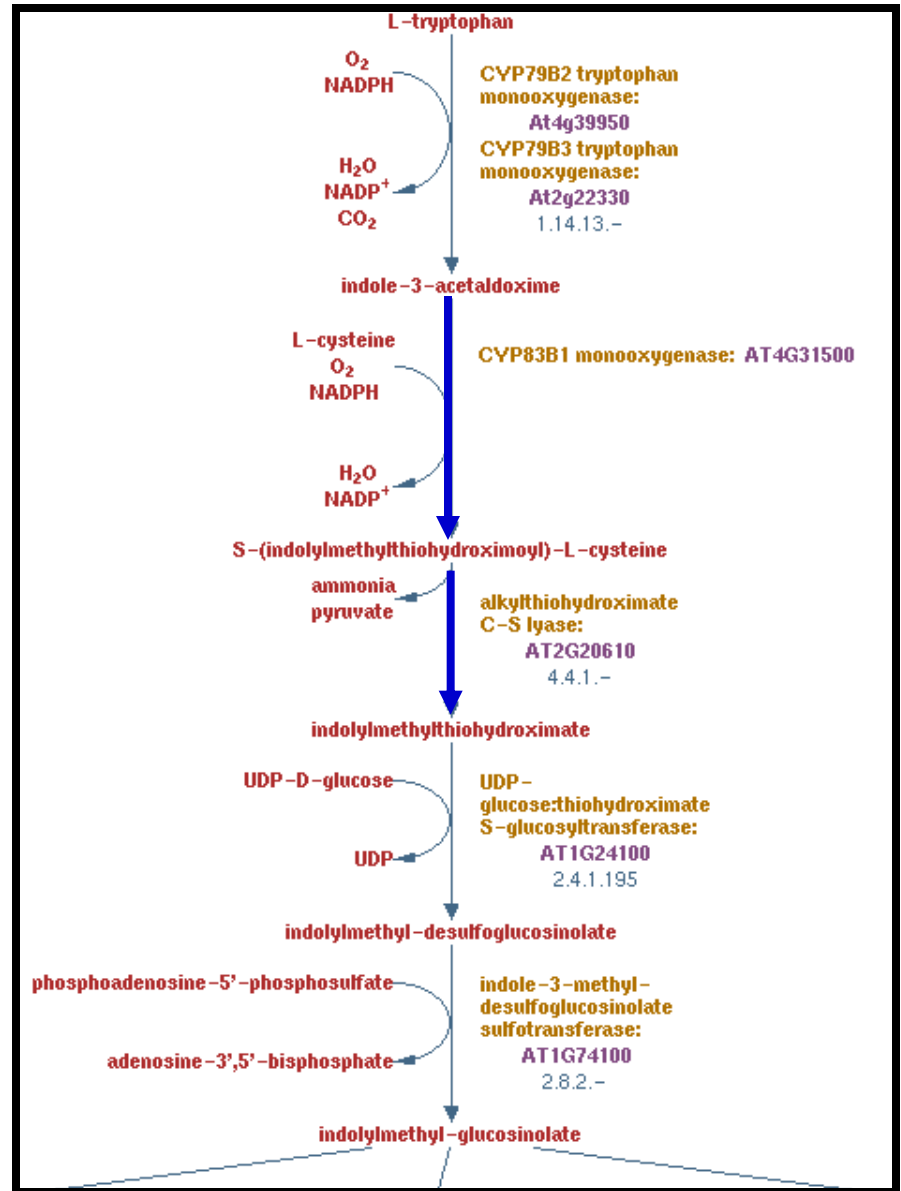 L-tryptophan
O₂
NADPH
CYP79B2 tryptophan
monooxygenase:
At4g39950
CYP79B3 tryptophan
monooxygenase:
At2g22330
1.14.13.-
H₂O
NADP⁺
CO₂
indole-3-acetaldoxime
L-cysteine
O₂
NADPH
CYP83B1 monooxygenase: AT4G31500
H₂O
NADP⁺
S-(indolylmethylthiohydroximoyl)-L-cysteine
ammonia
pyruvate
alkylthiohydroximate
C-S lyase:
AT2G20610
4.4.1.-
indolylmethylthiohydroximate
UDP-D-glucose
UDP
UDP-
glucose:thiohydroximate
S-glucosyltransferase:
AT1G24100
2.4.1.195
indolylmethyl-desulfoglucosinolate
phosphoadenosine-5'-phosphosulfate
adenosine-3',5'-bisphosphate
indole-3-methyl-
desulfoglucosinolate
sulfotransferase:
AT1G74100
2.8.2.-
indolylmethyl-glucosinolate